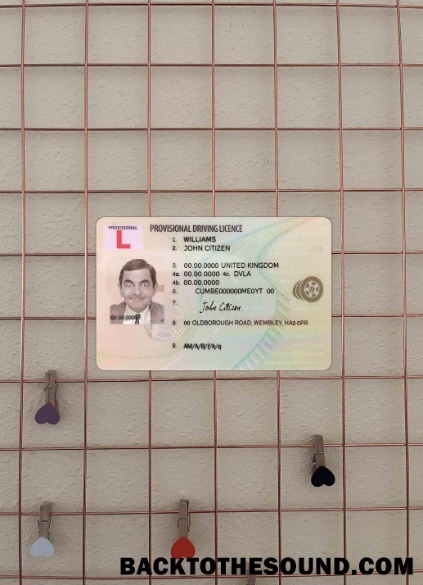 PROVISIONAL
L
PROVISIONAL DRIVING LICENCE
1. WILLIAMS
2. JOHN CITIZEN
3. 00.00.0000 UNITED KINGDOM
4a. 00.00.0000 4c. DVLA
4b. 00.00.0000
5. CUMBE000000ME0YT 00
7. John Citizen
8. 00 OLDBOROUGH ROAD, WEMBLEY, HA0 0PR
9. AM/A/B/f/k/q
BACKTOTHESOUND.COM